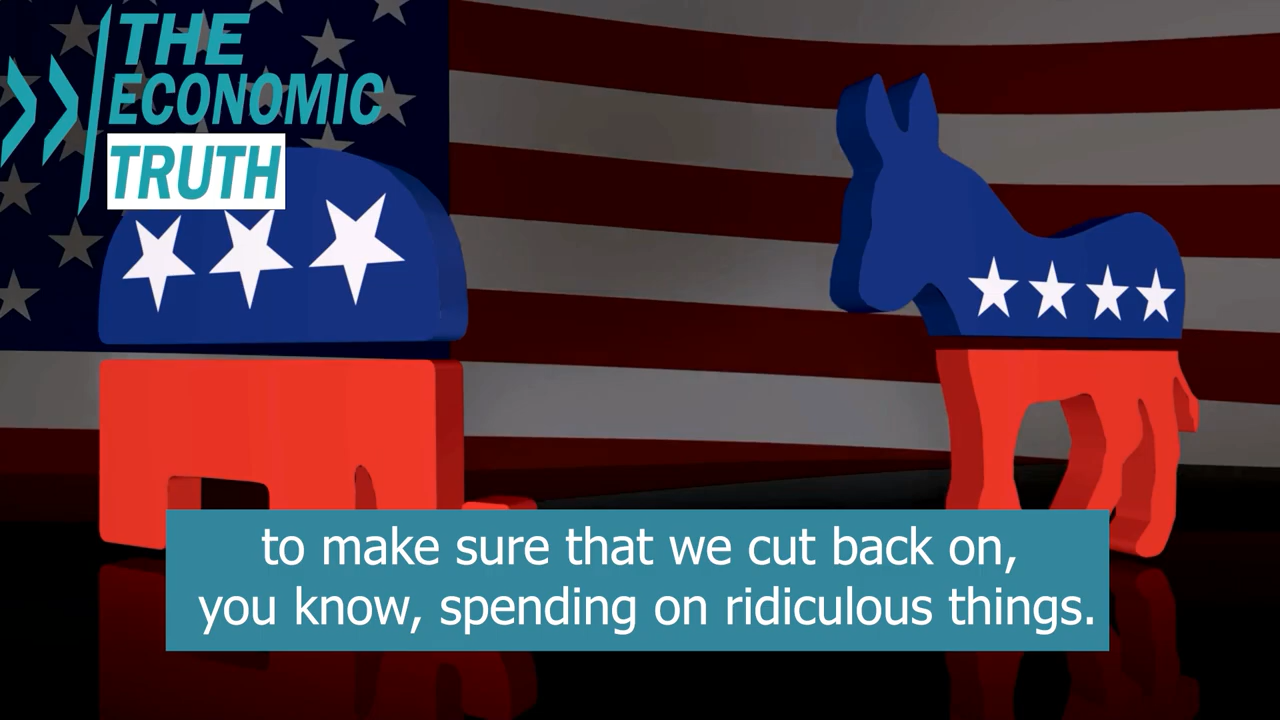 THE
ECONOMIC
TRUTH
to make sure that we cut back on,
you know, spending on ridiculous things.